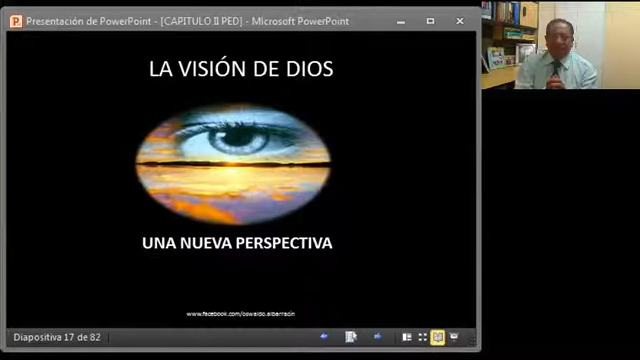 Presentación de PowerPoint - [CAPITULO II PED] - Microsoft PowerPoint
LA VISIÓN DE DIOS
UNA NUEVA PERSPECTIVA
www.facebook.com/oswaldo.albarracin
Diapositiva 17 de 82